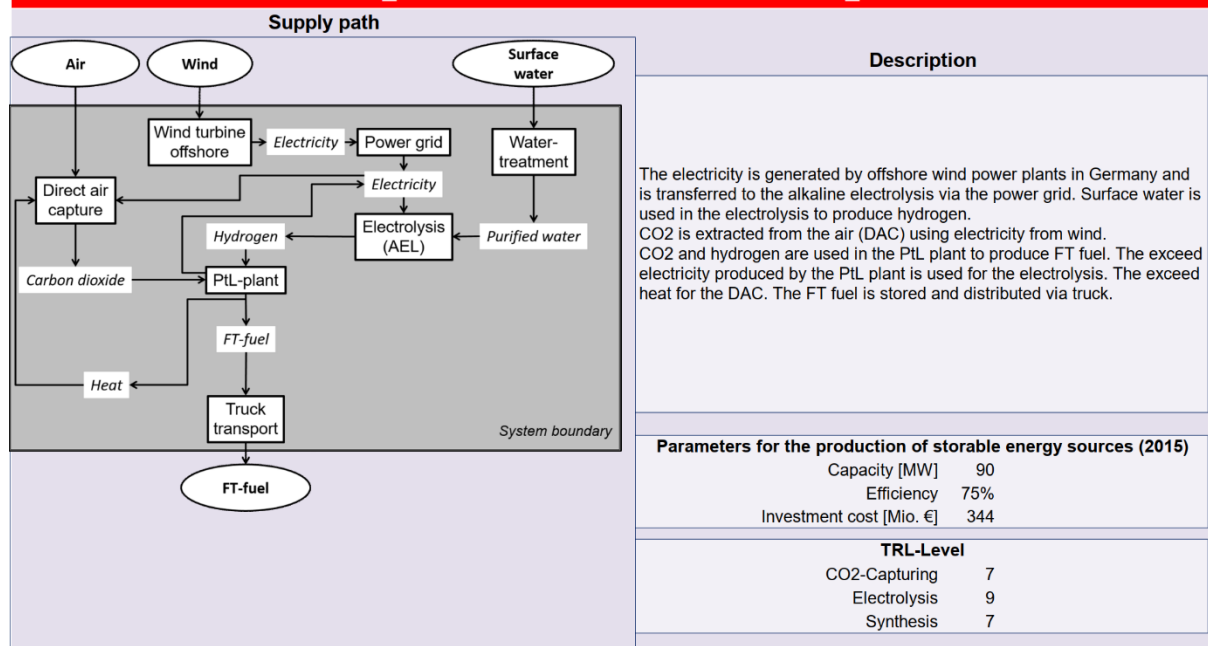 Supply path
Air
Wind
Surface
water
Wind turbine
offshore
Electricity
Power grid
Water-
treatment
Direct air
capture
Electricity
Hydrogen
Electrolysis
(AEL)
Purified water
Carbon dioxide
PtL-plant
FT-fuel
Heat
Truck
transport
System boundary
FT-fuel
Description
The electricity is generated by offshore wind power plants in Germany and
is transferred to the alkaline electrolysis via the power grid. Surface water is
used in the electrolysis to produce hydrogen.
CO2 is extracted from the air (DAC) using electricity from wind.
CO2 and hydrogen are used in the PtL plant to produce FT fuel. The exceed
electricity produced by the PtL plant is used for the electrolysis. The exceed
heat for the DAC. The FT fuel is stored and distributed via truck.
Parameters for the production of storable energy sources (2015)
Capacity [MW] 90
Efficiency 75%
Investment cost [Mio. €] 344
TRL-Level
CO2-Capturing 7
Electrolysis 9
Synthesis 7